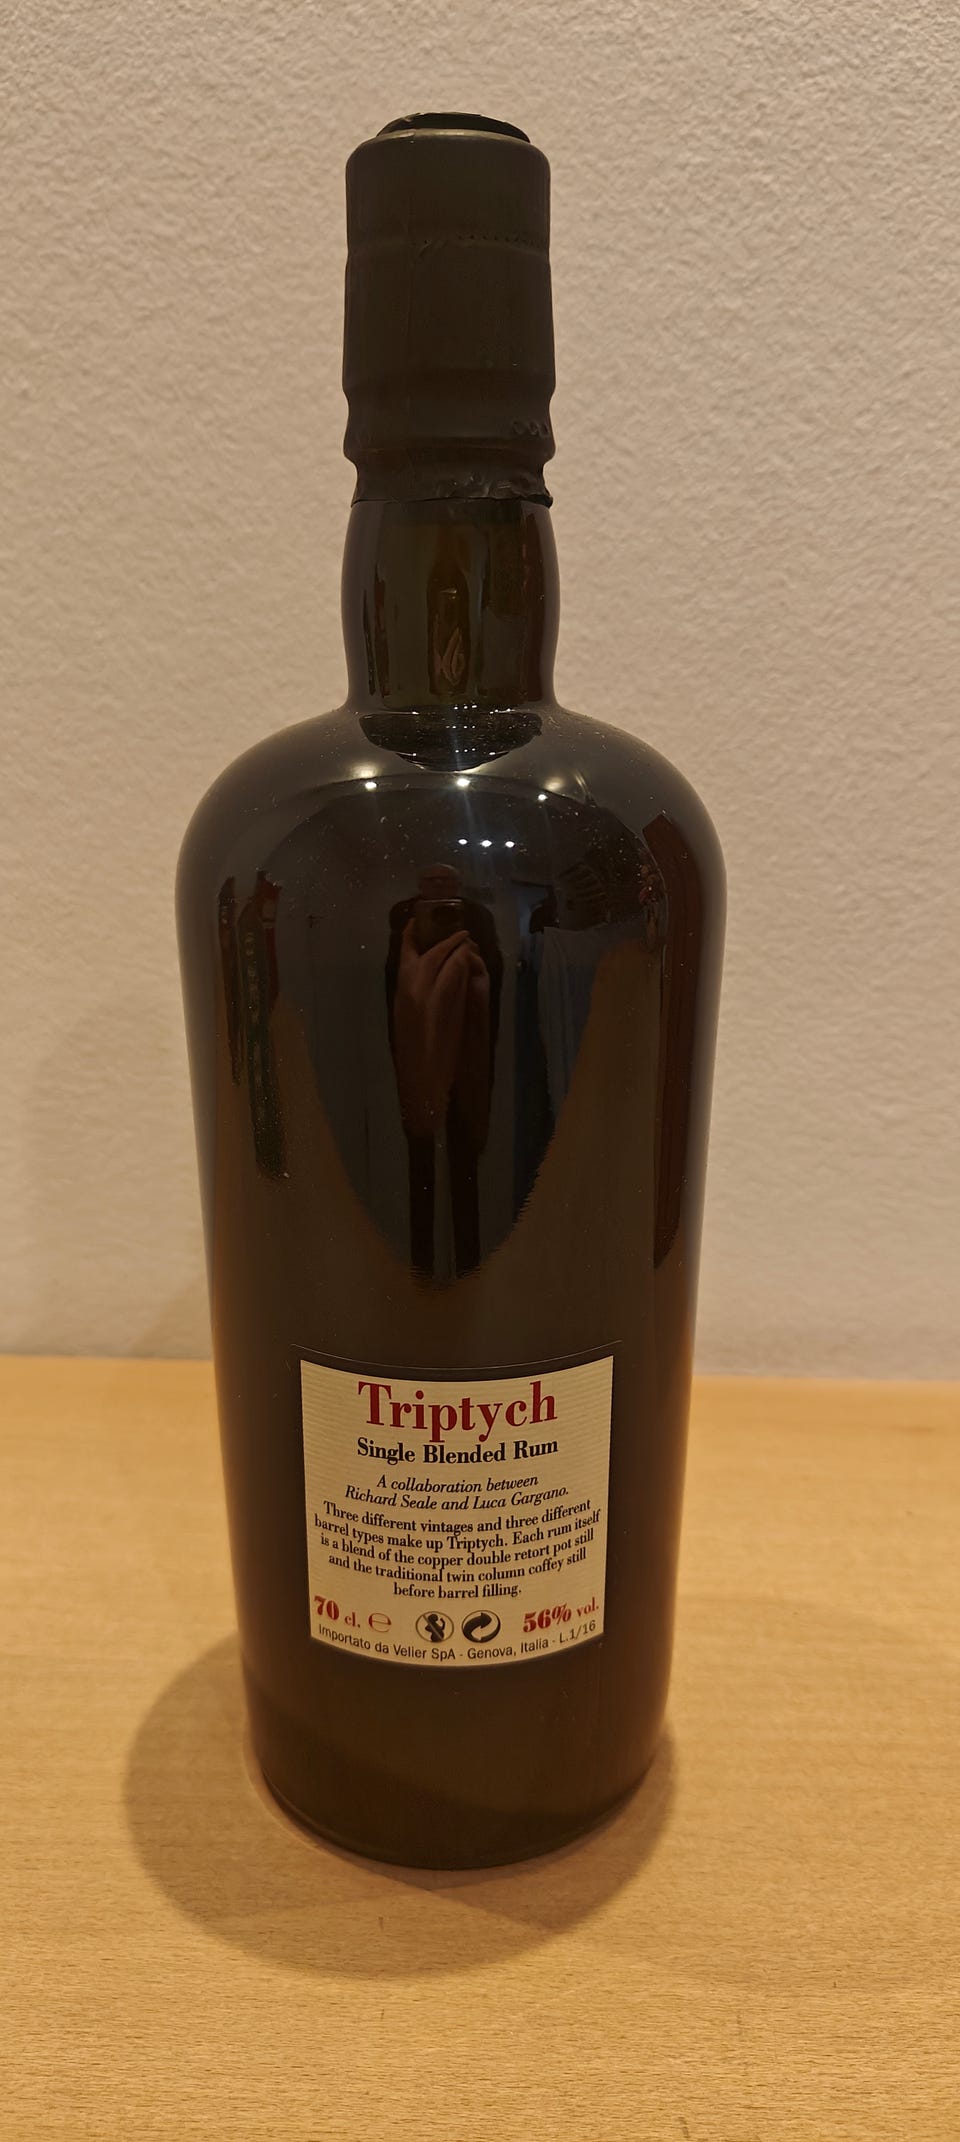 Triptych
Single Blended Rum
A collaboration between
Richard Seale and Luca Gargano.
Three different vintages and three different
barrel types make up Triptych. Each rum itself
is a blend of the copper double retort pot still
and the traditional twin column coffey still
before barrel filling.
70 cl. ℮ 56% vol.
Importato da Velier SpA - Genova, Italia - L.1/16